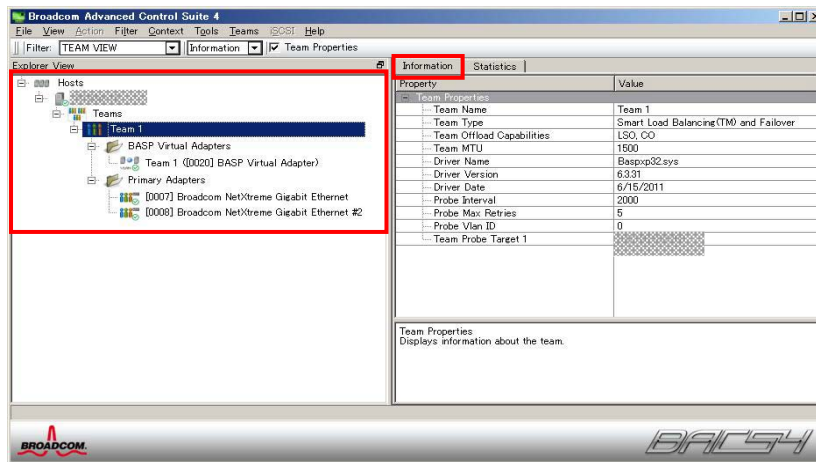 Broadcom Advanced Control Suite 4
File View Action Filter Context Tools Teams iSCSI Help
Filter: TEAM VIEW Information Team Properties
Explorer View
Hosts
Teams
Team 1
BASP Virtual Adapters
Team 1 ([0020] BASP Virtual Adapter)
Primary Adapters
[0007] Broadcom NetXtreme Gigabit Ethernet
[0008] Broadcom NetXtreme Gigabit Ethernet #2
Information Statistics
Property Value
Team Properties
Team Name Team 1
Team Type Smart Load Balancing(TM) and Failover
Team Offload Capabilities LSO, CO
Team MTU 1500
Driver Name Baspxp32.sys
Driver Version 6.3.31
Driver Date 6/15/2011
Probe Interval 2000
Probe Max Retries 5
Probe Vlan ID 0
Team Probe Target 1
Team Properties
Displays information about the team.
BROADCOM.
BACS4